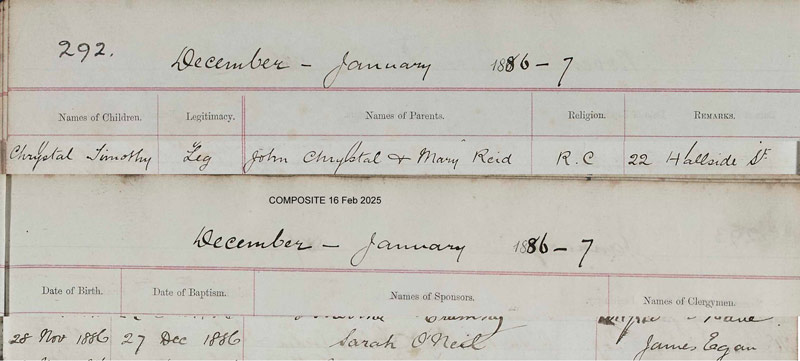 292.
December - January 1886-7
Names of Children. Legitimacy. Names of Parents. Religion. REMARKS.
Chrystal Timothy Leg John Chrystal & Mary Reid R.C 22 Hallside St
COMPOSITE 16 Feb 2025
December - January 1886-7
Date of Birth. Date of Baptism. Names of Sponsors. Names of Clergymen.
28 Nov 1886 27 Dec 1886 Sarah O'Neil James Eagan